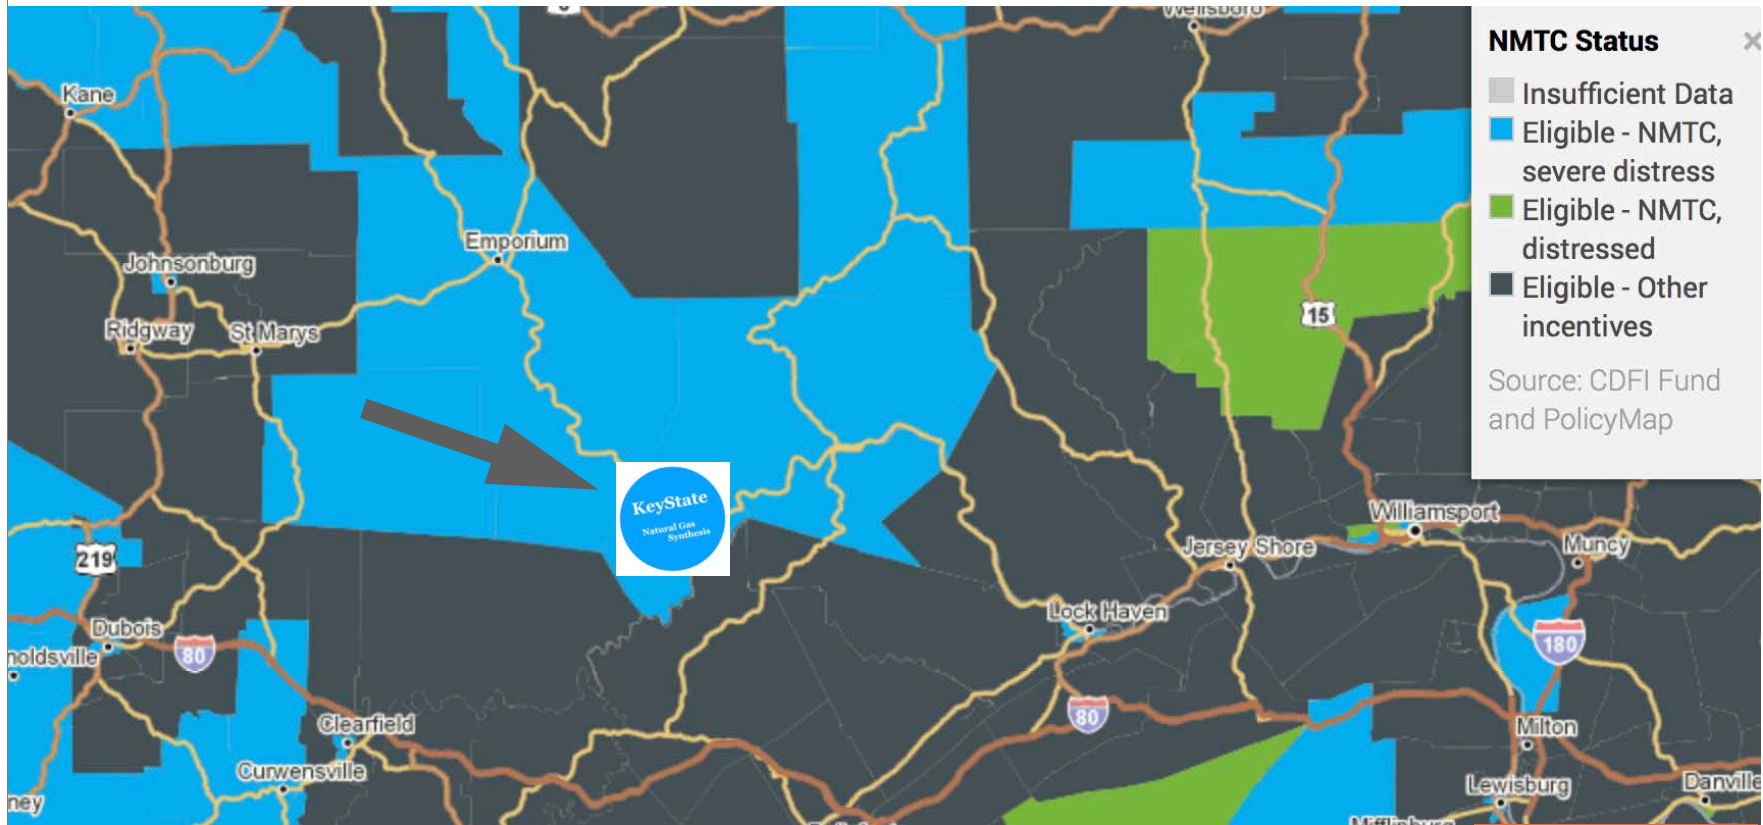 Wellsboro
NMTC Status
Insufficient Data
Eligible - NMTC,
severe distress
Eligible - NMTC,
distressed
Eligible - Other
incentives
Source: CDFI Fund
and PolicyMap
Kane
Emporium
Johnsonburg
Ridgway
St Marys
15
KeyState
Natural Gas
Synthesis
Williamsport
Jersey Shore
Muncy
219
Lock Haven
Dubois
80
noldsville
180
80
Clearfield
Milton
Curwensville
Lewisburg
Danville
ney
Mifflinburg